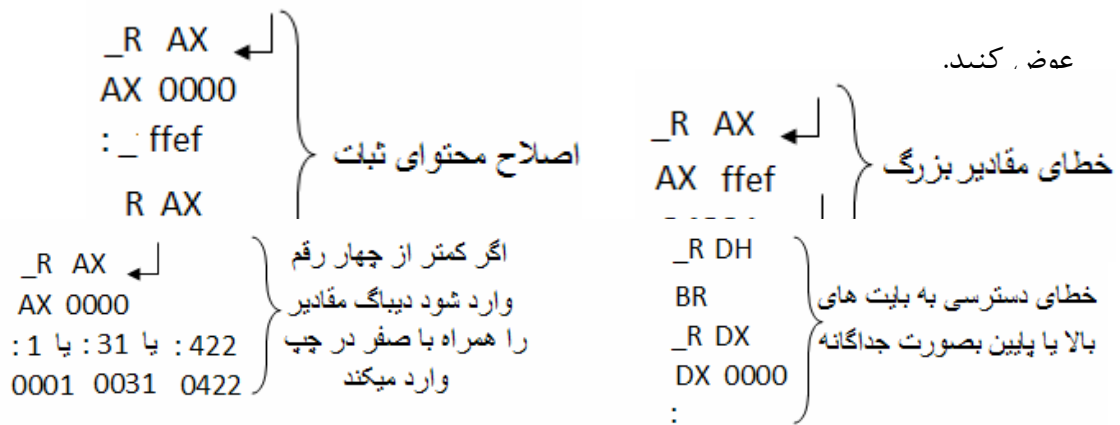 عوض کنید.
_R AX
AX 0000
: _ ffef
R AX
اصلاح محتوای ثبات
_R AX
AX ffef
خطای مقادیر بزرگ
_R AX
AX 0000
: 1 یا : 31 یا : 422
0001 0031 0422
اگر کمتر از چهار رقم
وارد شود دیباگ مقادیر
را همراه با صفر در چپ
وارد میکند
_R DH
BR
_R DX
DX 0000
:
خطای دسترسی به بایت های
بالا یا پایین بصورت جداگانه